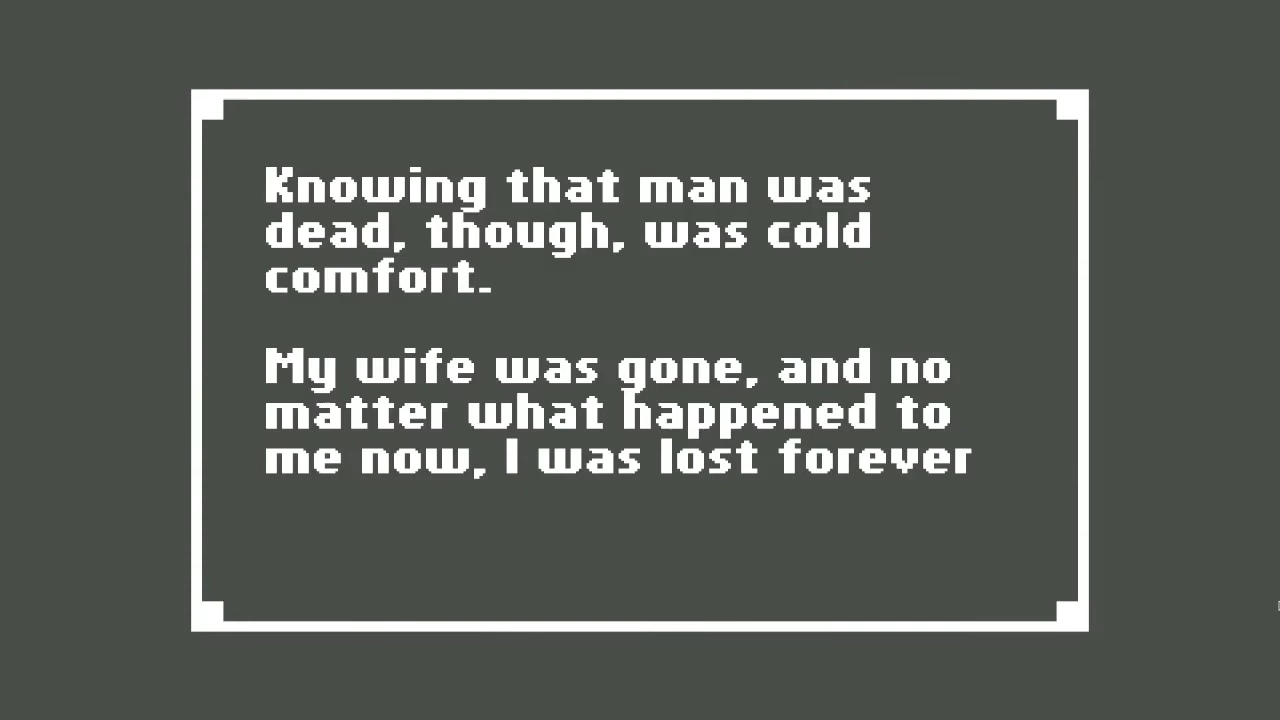 Knowing that man was
dead, though, was cold
comfort.
My wife was gone, and no
matter what happened to
me now, I was lost forever